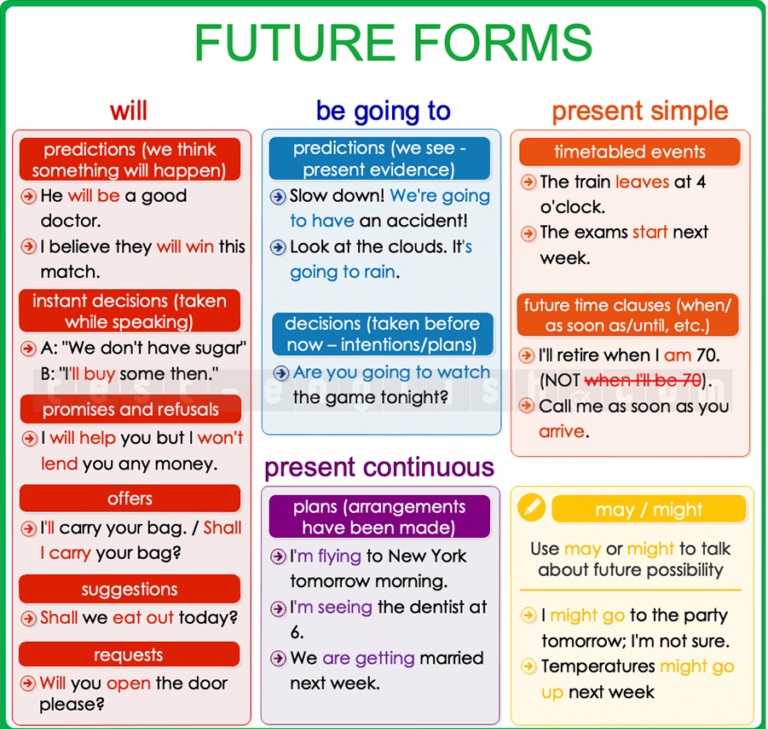 FUTURE FORMS
will
predictions (we think
something will happen)
He will be a good
doctor.
I believe they will win this
match.
instant decisions (taken
while speaking)
A: "We don't have sugar"
B: "I'll buy some then."
promises and refusals
I will help you but I won't
lend you any money.
offers
I'll carry your bag. / Shall
I carry your bag?
suggestions
Shall we eat out today?
requests
Will you open the door
please?
be going to
predictions (we see -
present evidence)
Slow down! We're going
to have an accident!
Look at the clouds. It's
going to rain.
decisions (taken before
now – intentions/plans)
Are you going to watch
the game tonight?
present continuous
plans (arrangements
have been made)
I'm flying to New York
tomorrow morning.
I'm seeing the dentist at
6.
We are getting married
next week.
present simple
timetabled events
The train leaves at 4
o'clock.
The exams start next
week.
future time clauses (when/
as soon as/until, etc.)
I'll retire when I am 70.
(NOT when I'll be 70).
Call me as soon as you
arrive.
may / might
Use may or might to talk
about future possibility
I might go to the party
tomorrow; I'm not sure.
Temperatures might go
up next week
test-english.com